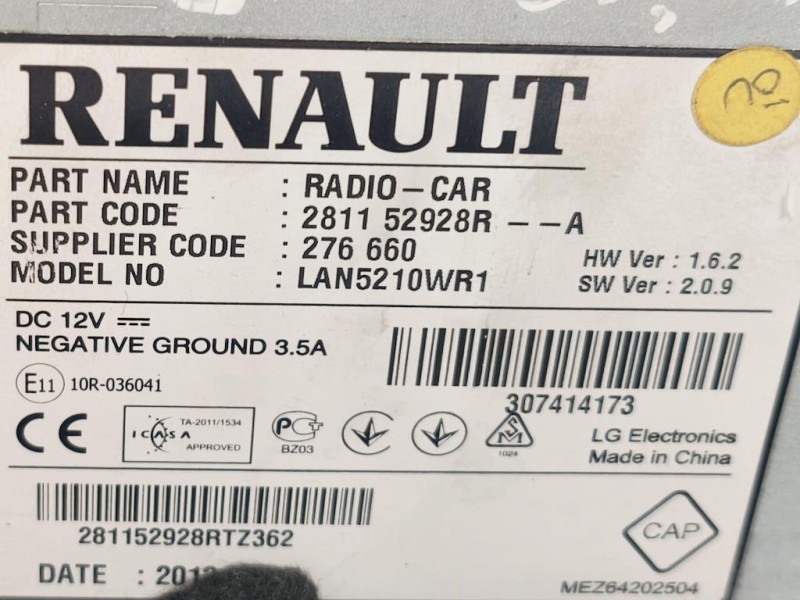 RENAULT
PART NAME : RADIO-CAR
PART CODE : 2811 52928R --A
SUPPLIER CODE : 276 660
MODEL NO : LAN5210WR1
HW Ver : 1.6.2
SW Ver : 2.0.9
DC 12V
NEGATIVE GROUND 3.5A
E11 10R-036041
307414173
CE
ICASA TA-2011/1534
APPROVED
BZ03
1024
LG Electronics
Made in China
281152928RTZ362
CAP
DATE :
MEZ64202504